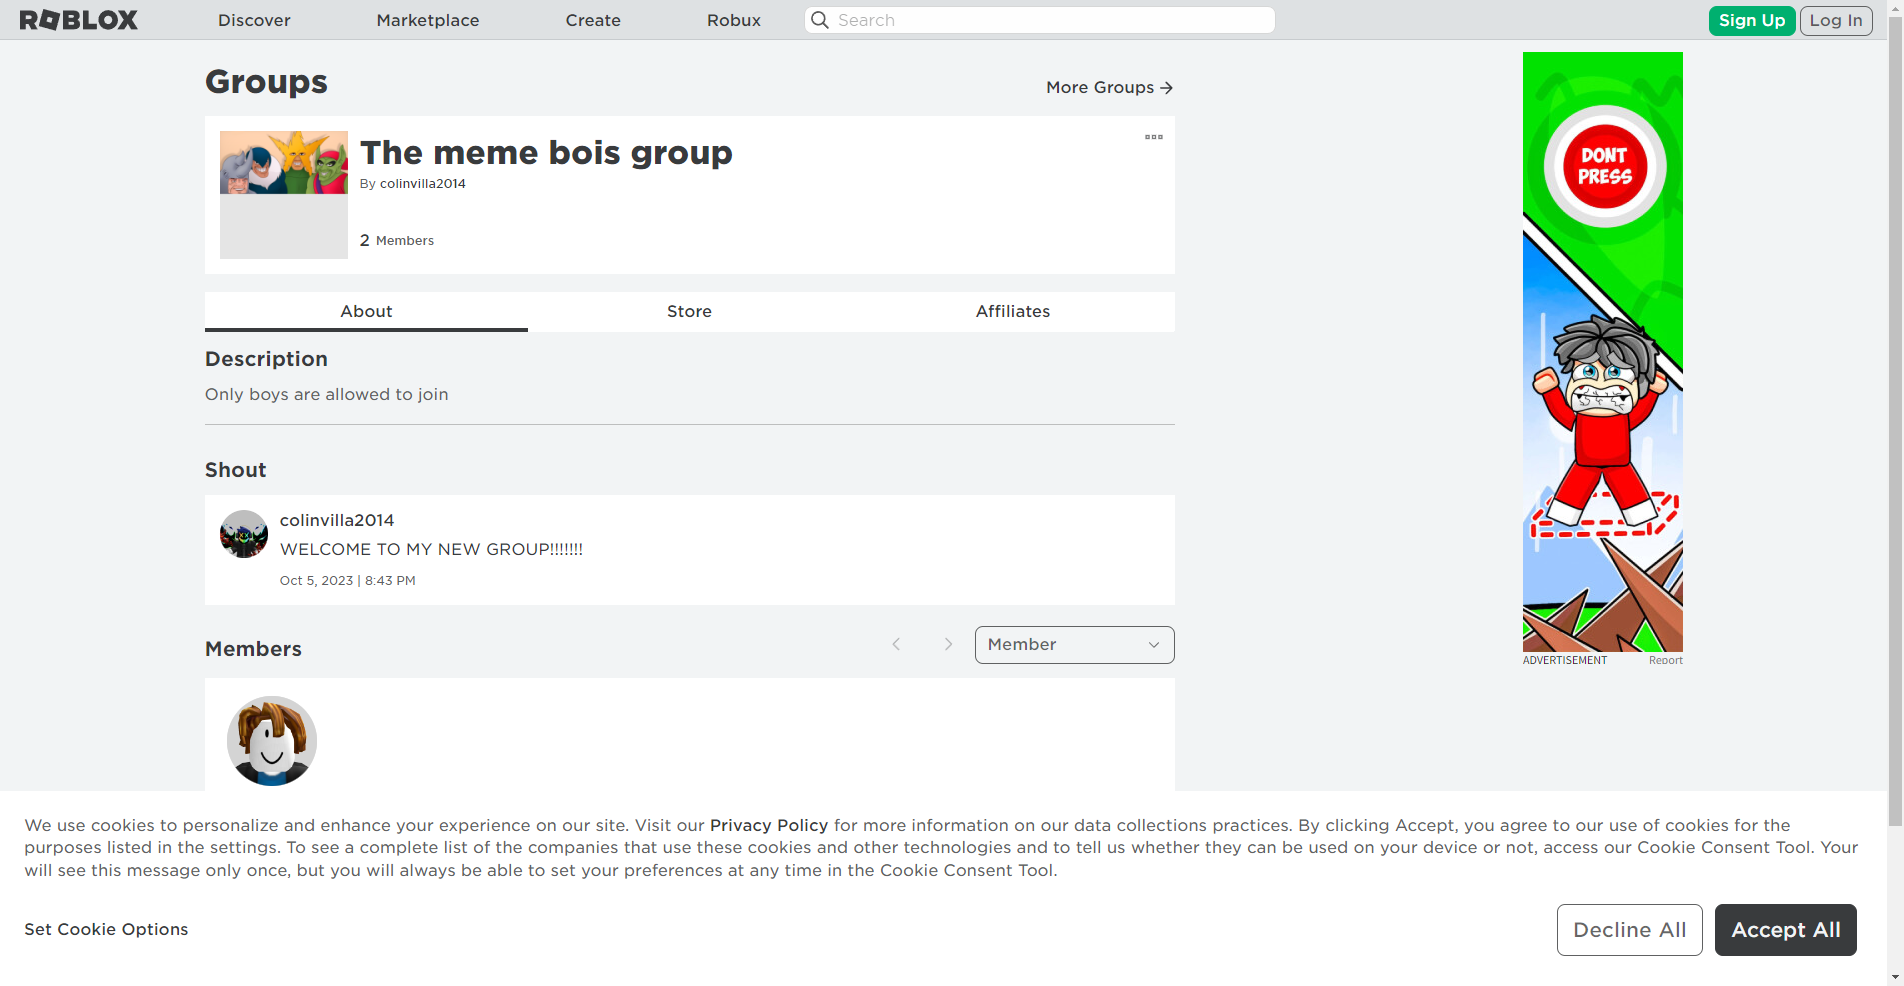 ROBLOX
Discover
Marketplace
Create
Robux
Search
Sign Up
Log In
Groups
More Groups
The meme bois group
By colinvilla2014
2 Members
About
Store
Affiliates
Description
Only boys are allowed to join
Shout
colinvilla2014
WELCOME TO MY NEW GROUP!!!!!!!
Oct 5, 2023 | 8:43 PM
Members
Member
DONT
PRESS
ADVERTISEMENT
Report
We use cookies to personalize and enhance your experience on our site. Visit our Privacy Policy for more information on our data collections practices. By clicking Accept, you agree to our use of cookies for the
purposes listed in the settings. To see a complete list of the companies that use these cookies and other technologies and to tell us whether they can be used on your device or not, access our Cookie Consent Tool. Your
will see this message only once, but you will always be able to set your preferences at any time in the Cookie Consent Tool.
Set Cookie Options
Decline All
Accept All